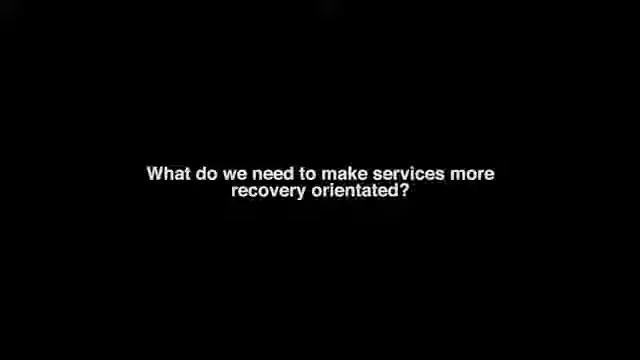 What do we need to make services more
recovery orientated?